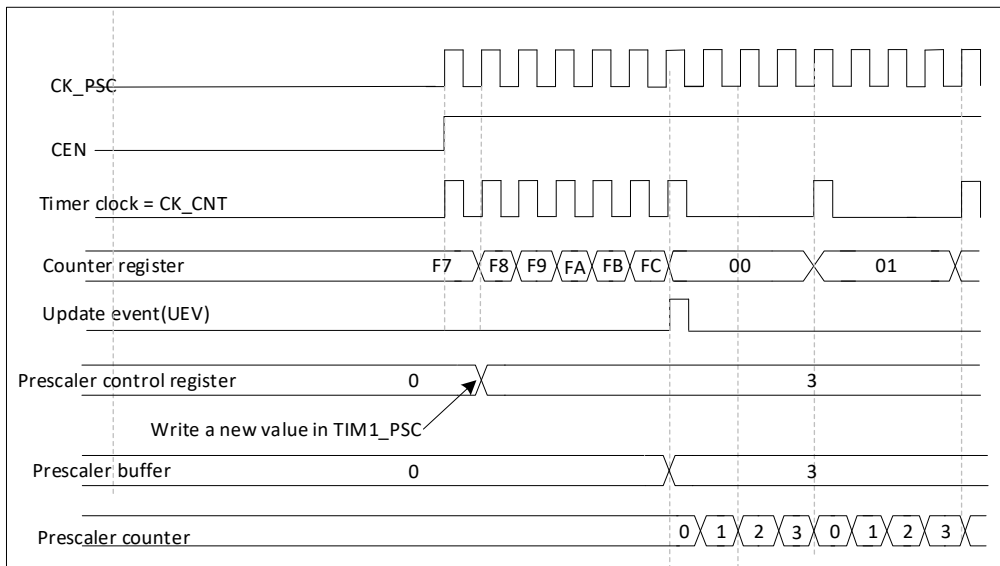 CK_PSC
CEN
Timer clock = CK_CNT
Counter register F7 F8 F9 FA FB FC 00 01
Update event(UEV)
Prescaler control register 0 3
Write a new value in TIM1_PSC
Prescaler buffer 0 3
Prescaler counter 0 1 2 3 0 1 2 3